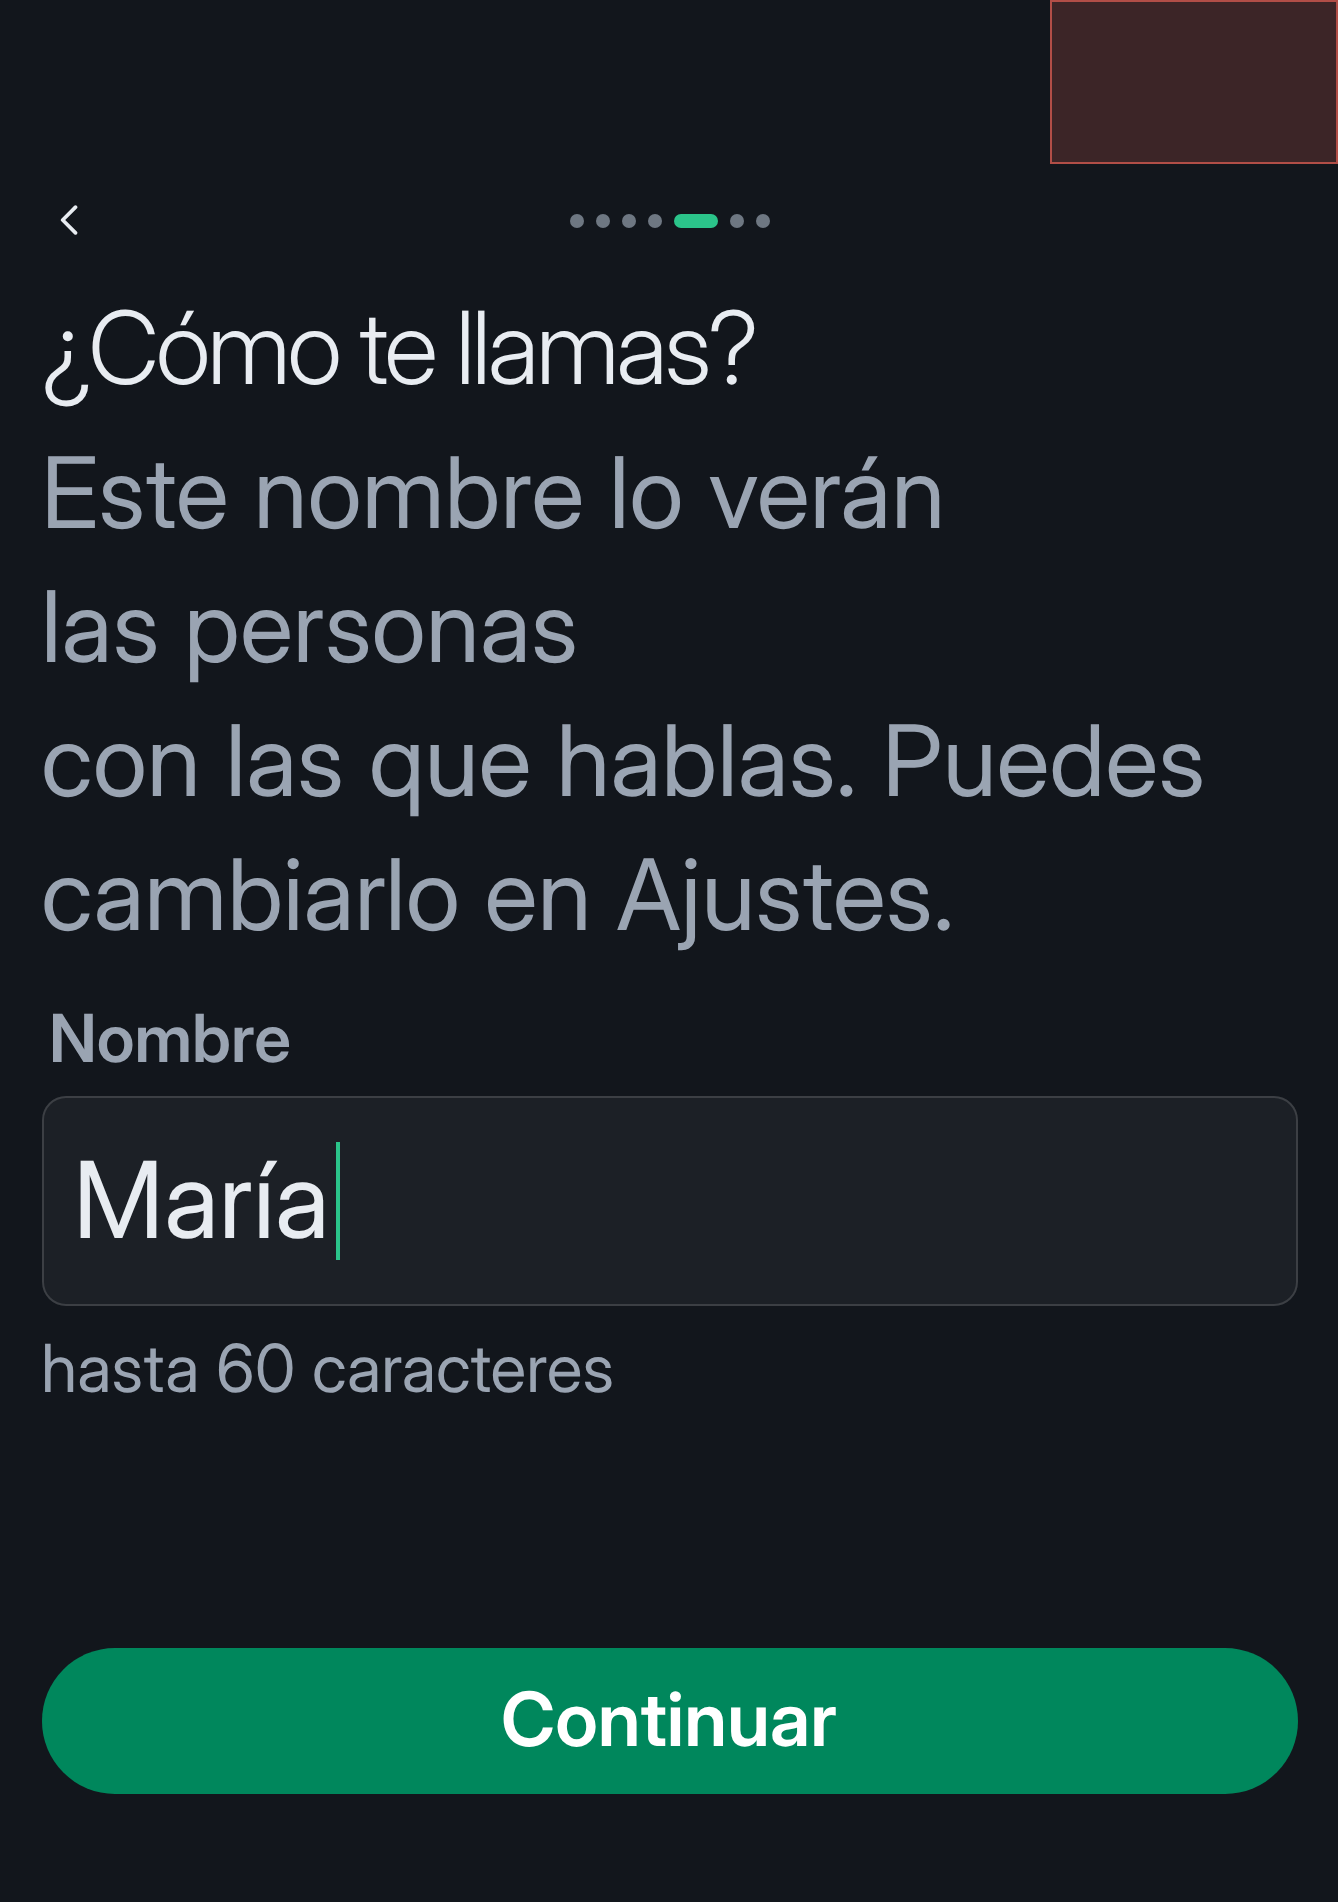 ¿Cómo te llamas?
Este nombre lo verán
las personas
con las que hablas. Puedes
cambiarlo en Ajustes.
Nombre
María
hasta 60 caracteres
Continuar